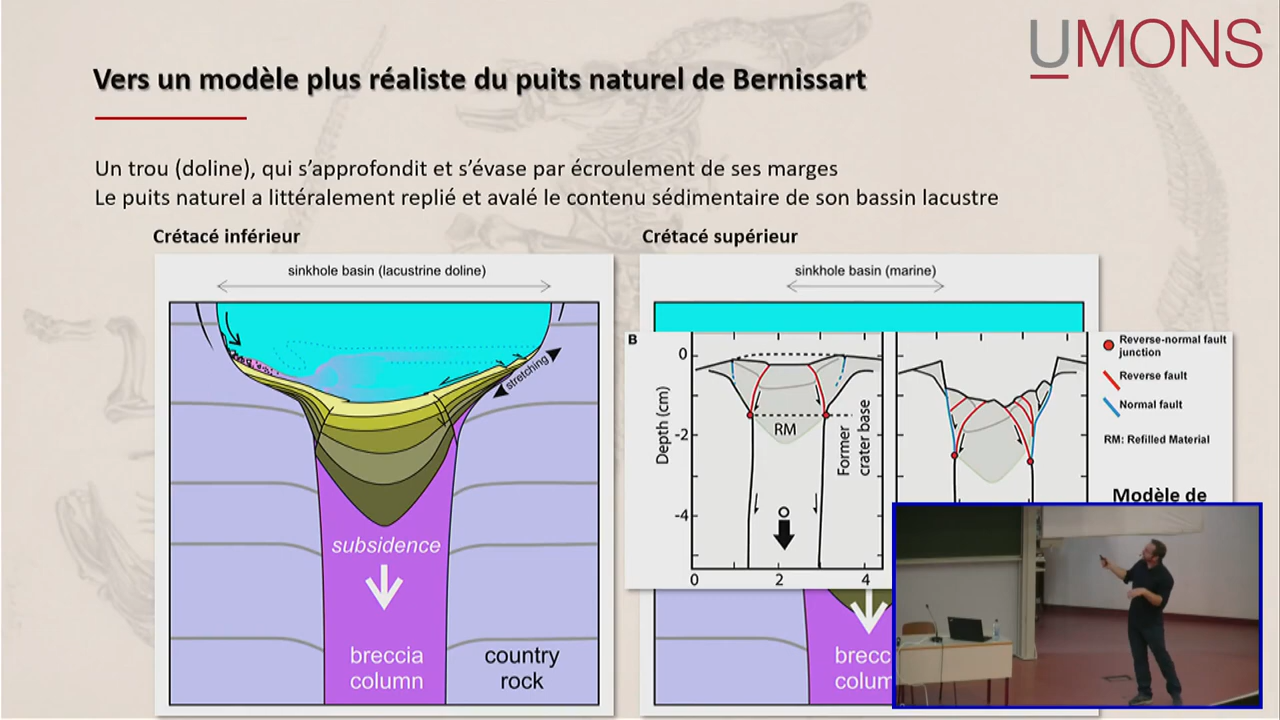 UMONS
Vers un modèle plus réaliste du puits naturel de Bernissart
Un trou (doline), qui s'approfondit et s'évase par écroulement de ses marges
Le puits naturel a littéralement replié et avalé le contenu sédimentaire de son bassin lacustre
Crétacé inférieur
sinkhole basin (lacustrine doline)
stretching
subsidence
breccia
column
country
rock
Crétacé supérieur
sinkhole basin (marine)
B
0
-2
-4
Depth (cm)
RM
Former
crater base
0
2
4
Reverse-normal fault
junction
Reverse fault
Normal fault
RM: Refilled Material
Modèle de
brecc
colum